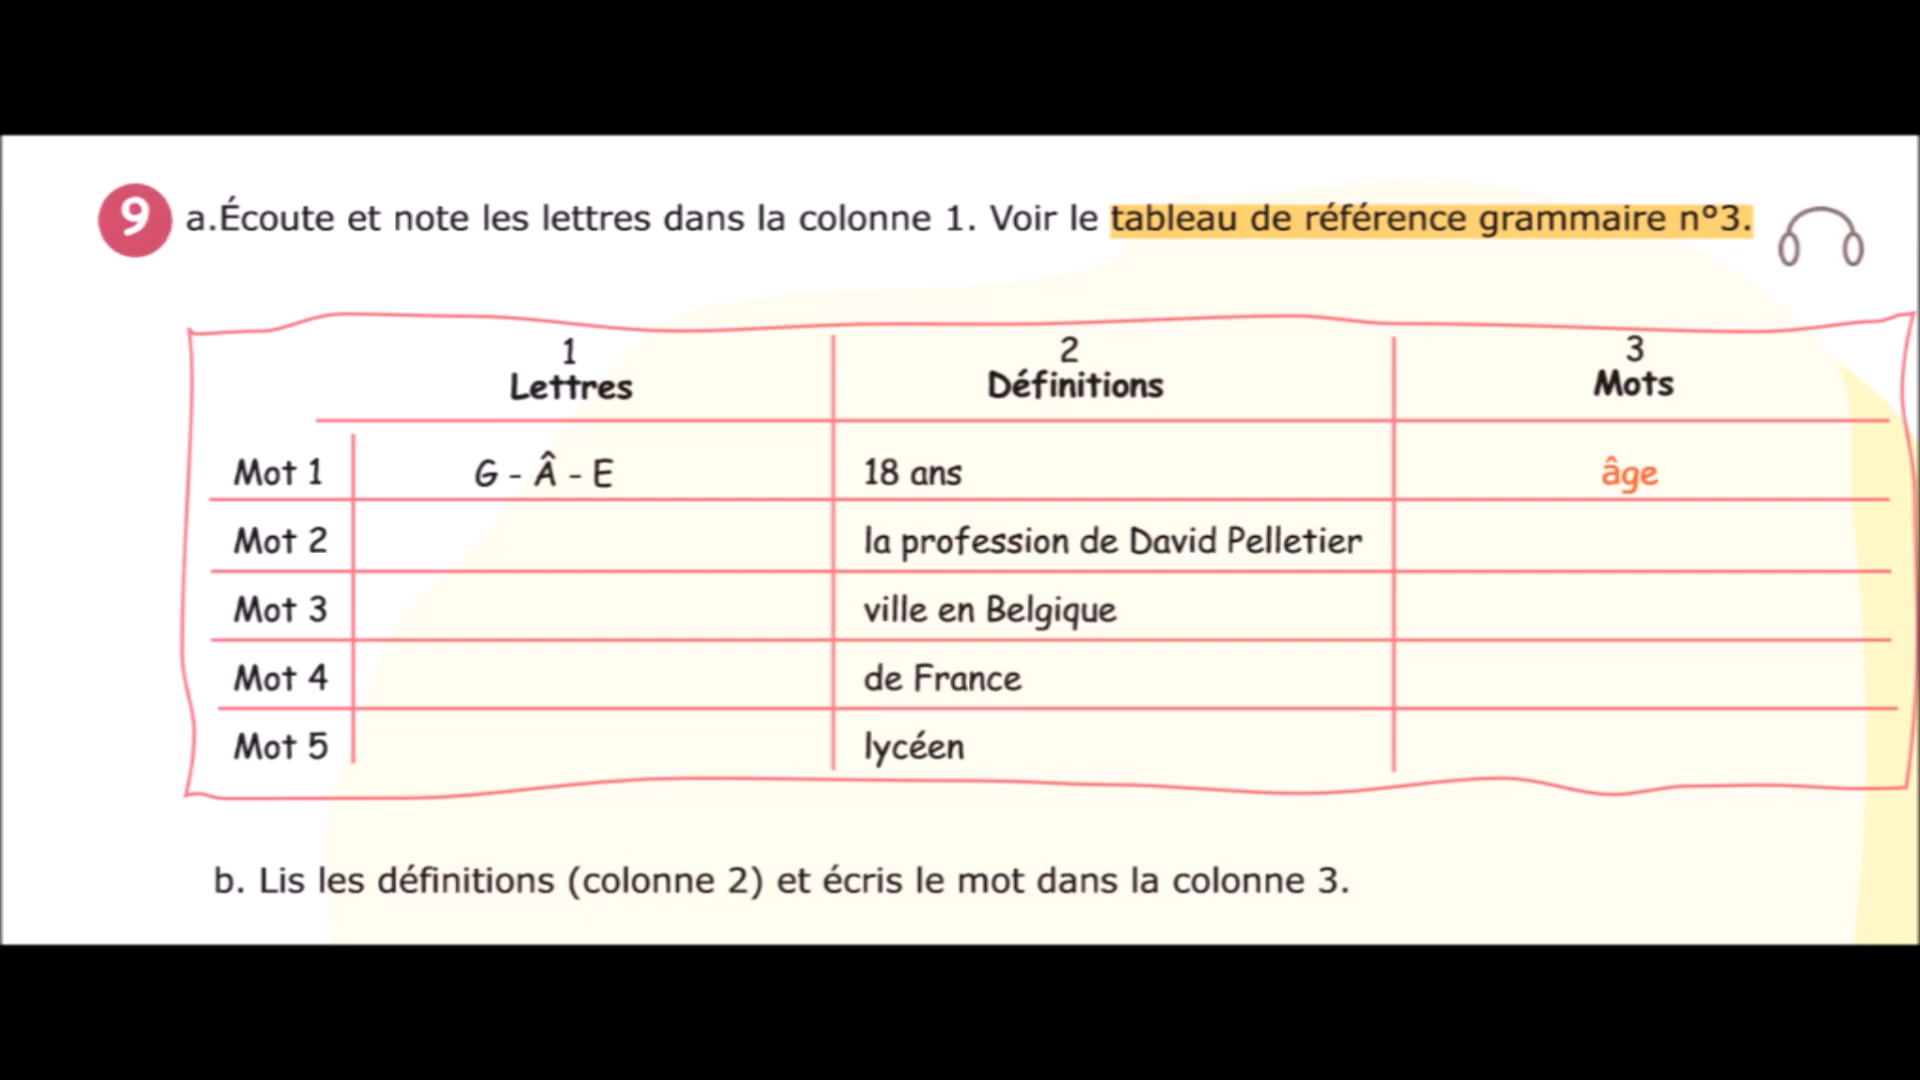 9 a.Écoute et note les lettres dans la colonne 1. Voir le tableau de référence grammaire n°3.
1 2 3
Lettres Définitions Mots
Mot 1 G - Â - E 18 ans âge
Mot 2 la profession de David Pelletier
Mot 3 ville en Belgique
Mot 4 de France
Mot 5 lycéen
b. Lis les définitions (colonne 2) et écris le mot dans la colonne 3.